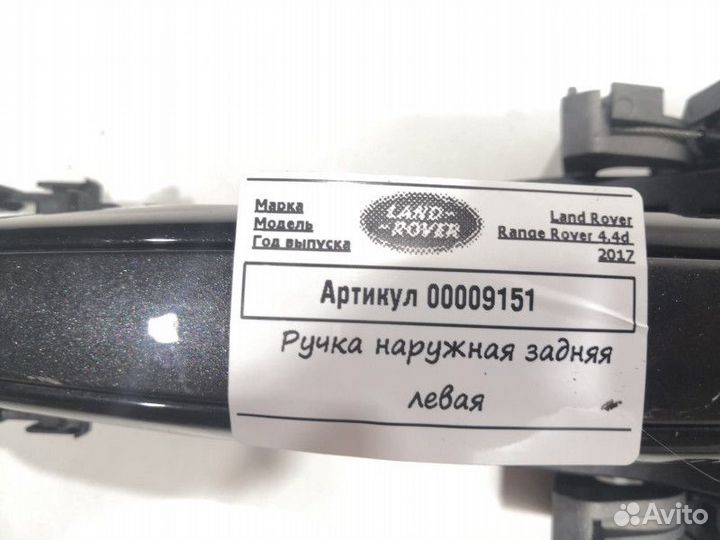 Марка
Модель
Год выпуска
LAND-
-ROVER
Land Rover
Range Rover 4.4d
2017
Артикул 00009151
Ручка наружная задняя
левая
Avito